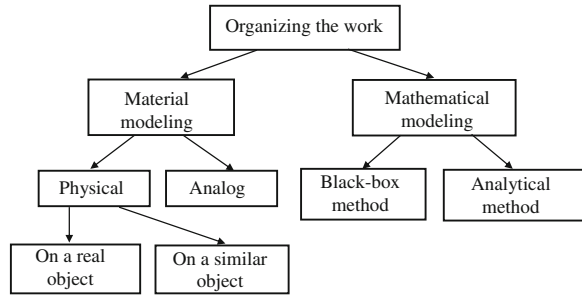 Organizing the work
Material
modeling
Mathematical
modeling
Physical
Analog
Black-box
method
Analytical
method
On a real
object
On a similar
object